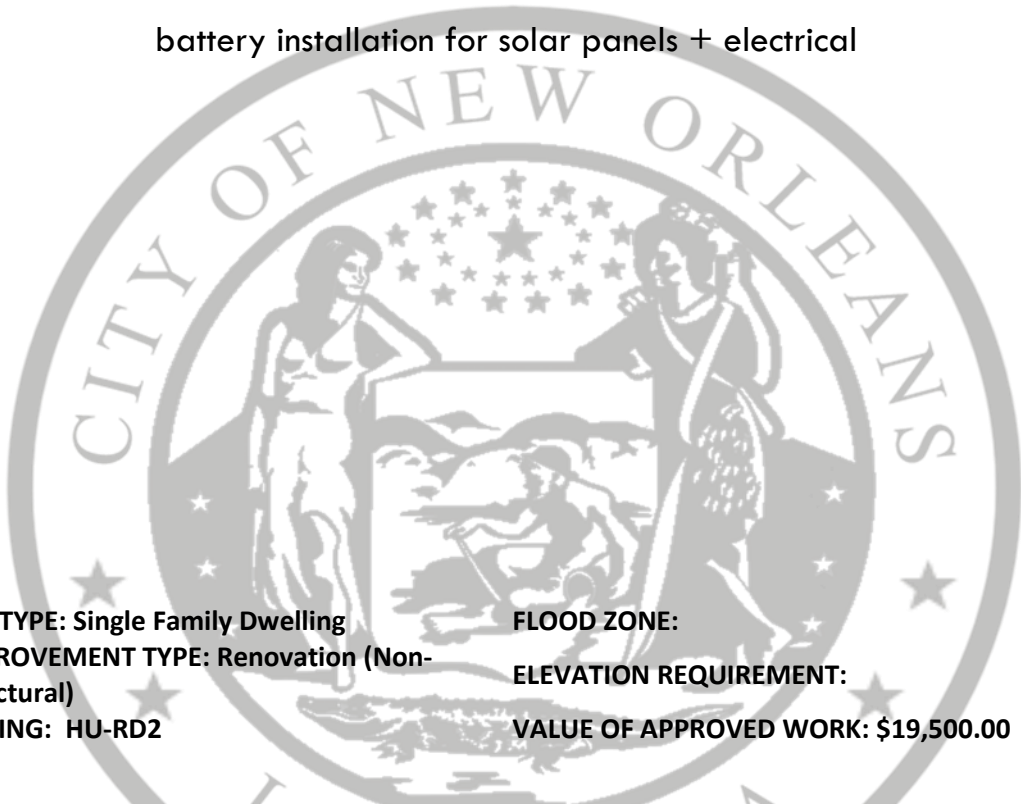 battery installation for solar panels + electrical
CITY OF NEW ORLEANS
TYPE: Single Family Dwelling
ROVEMENT TYPE: Renovation (Non-
ctural)
ING: HU-RD2
FLOOD ZONE:
ELEVATION REQUIREMENT:
VALUE OF APPROVED WORK: $19,500.00